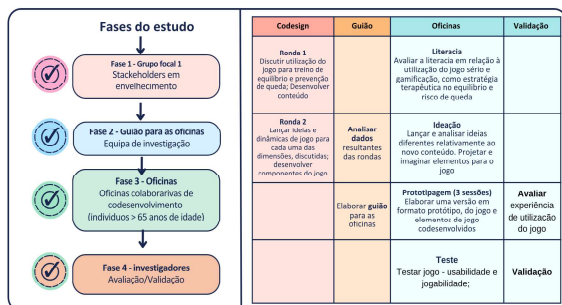 Fases do estudo
Fase 1 - Grupo focal 1
Stakeholders em
envelhecimento
Fase 2 - Guião para as oficinas
Equipa de investigação
Fase 3 - Oficinas
Oficinas colaborarivas de
codesenvolvimento
(individuos > 65 anos de idade)
Fase 4 - investigadores
Avaliação/Validação
Codesign
Guião
Oficinas
Validação
Ronda 1
Discutir utilização do
jogo para treino de
equilíbrio e prevenção
de queda; Desenvolver
conteúdo
Literacia
Avaliar a literacia em relação à
utilização do jogo sério e
gamificação, como estratégia
terapêutica no equilíbrio e
risco de queda
Ronda 2
Lançar ideias e
dinâmicas de jogo para
cada uma das
dimensões, discutidas;
desenvolver
componentes do jogo
Analisar
dados
resultantes
das rondas
Ideação
Lançar e analisar ideias
diferentes relativamente ao
novo conteúdo. Projetar e
imaginar elementos para o
jogo
Elaborar guião
para as
oficinas
Prototipagem (3 sessões)
Elaborar uma versão em
formato protótipo, do jogo e
elementos de jogo
codesenvolvidos
Avaliar
experiência
de utilização
do jogo
Teste
Testar jogo - usabilidade e
jogabilidade;
Validação